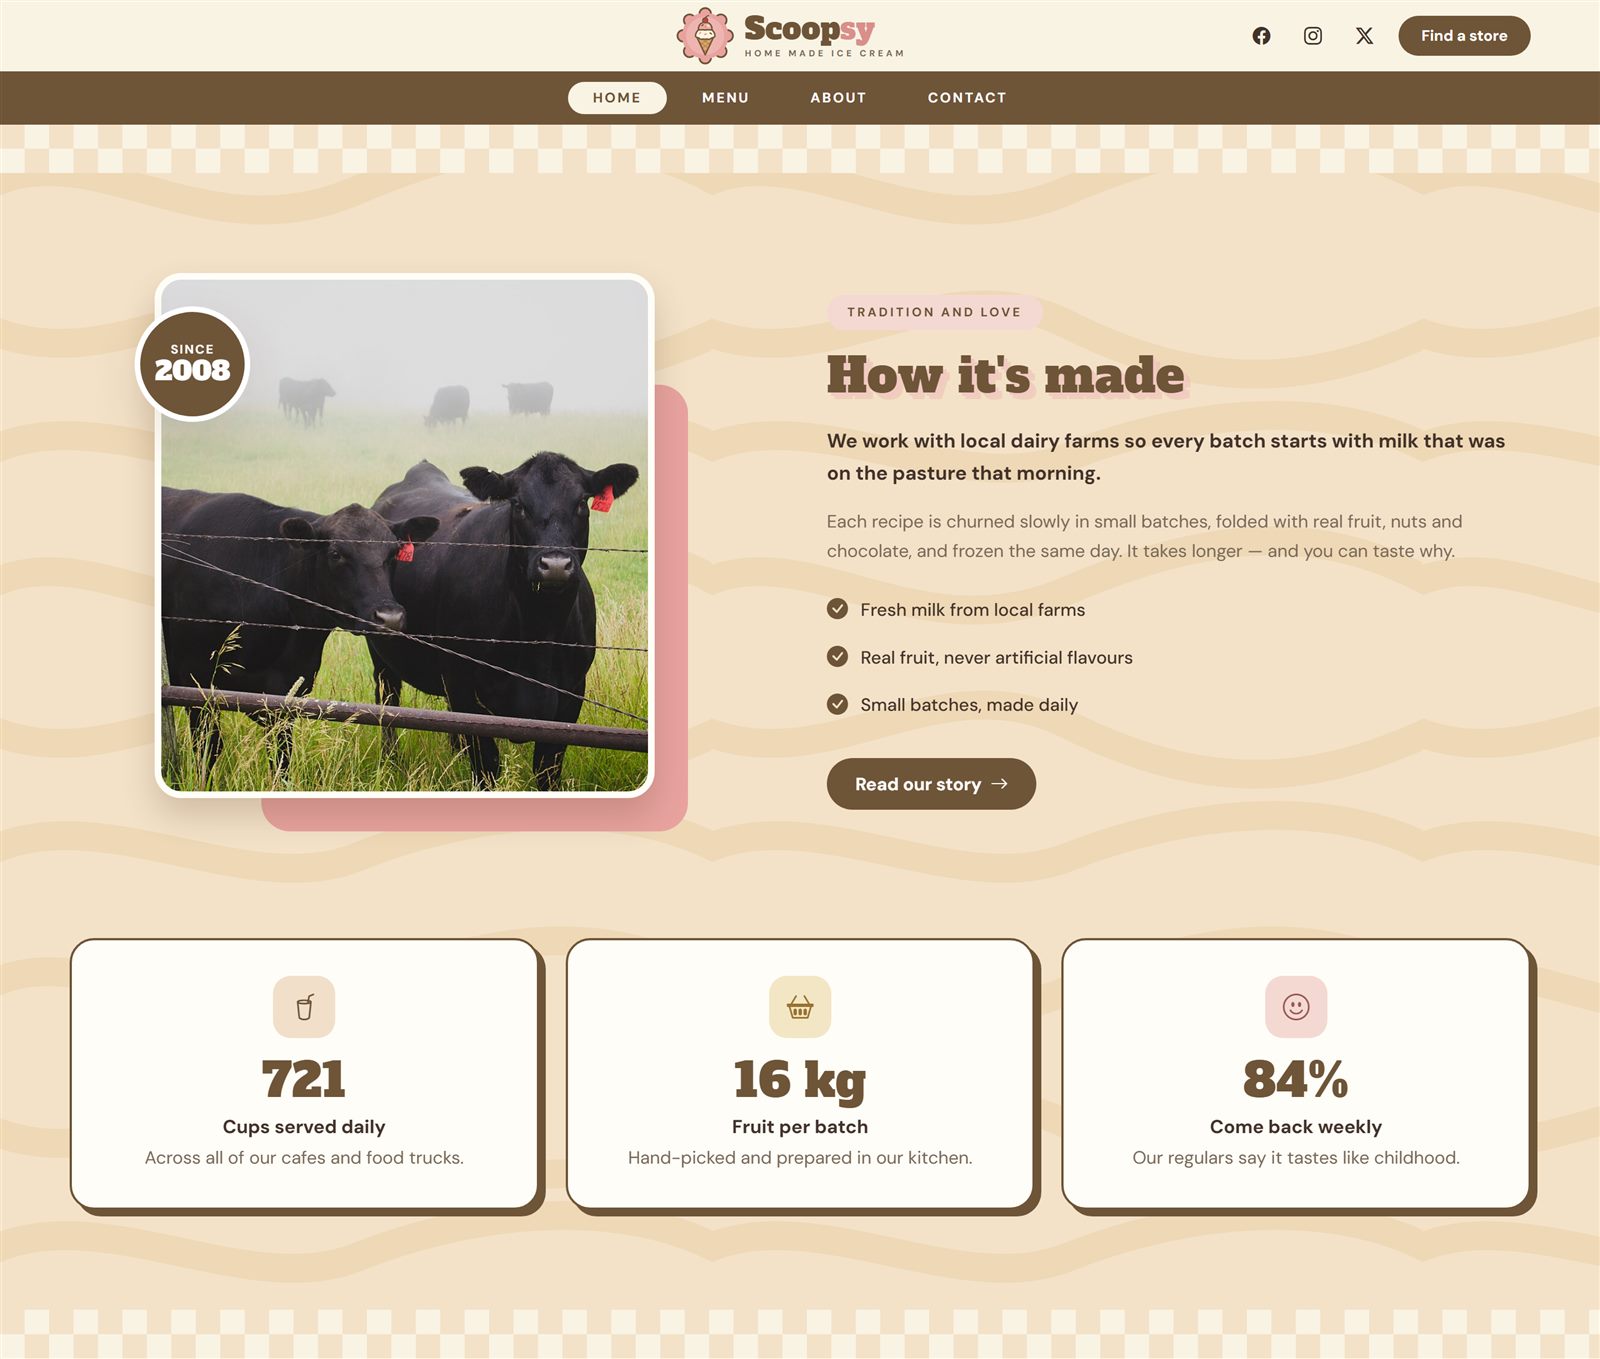 Scoopsy
HOME MADE ICE CREAM
Find a store
HOME
MENU
ABOUT
CONTACT
SINCE
2008
TRADITION AND LOVE
How it's made
We work with local dairy farms so every batch starts with milk that was
on the pasture that morning.
Each recipe is churned slowly in small batches, folded with real fruit, nuts and
chocolate, and frozen the same day. It takes longer — and you can taste why.
Fresh milk from local farms
Real fruit, never artificial flavours
Small batches, made daily
Read our story →
721
Cups served daily
Across all of our cafes and food trucks.
16 kg
Fruit per batch
Hand-picked and prepared in our kitchen.
84%
Come back weekly
Our regulars say it tastes like childhood.